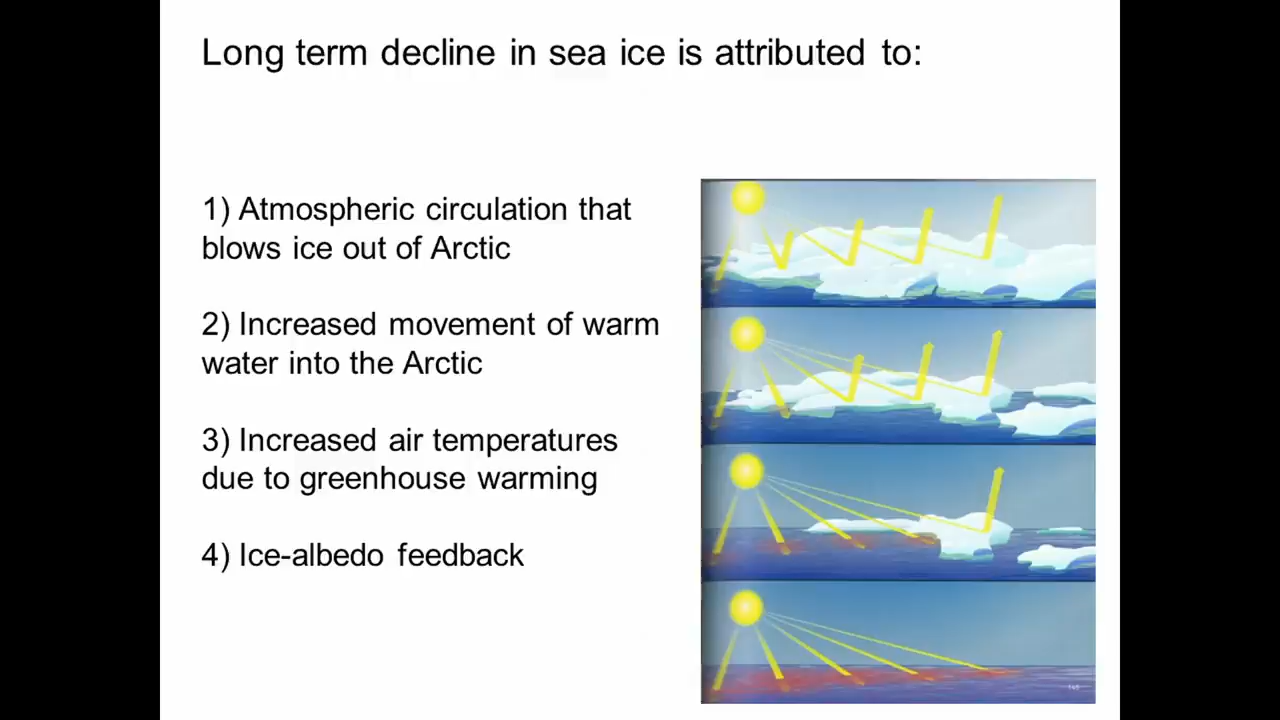 Long term decline in sea ice is attributed to:
1) Atmospheric circulation that
blows ice out of Arctic
2) Increased movement of warm
water into the Arctic
3) Increased air temperatures
due to greenhouse warming
4) Ice-albedo feedback